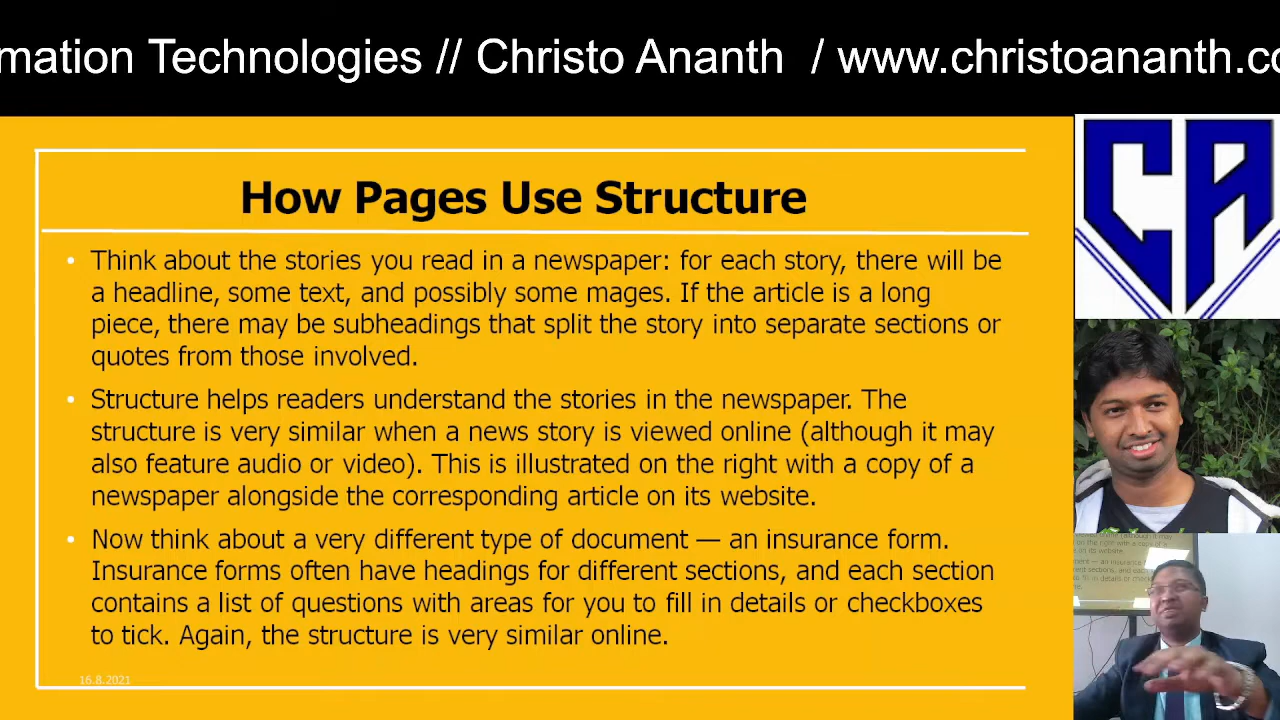 mation Technologies // Christo Ananth / www.christoananth.co
CA
How Pages Use Structure
• Think about the stories you read in a newspaper: for each story, there will be
a headline, some text, and possibly some mages. If the article is a long
piece, there may be subheadings that split the story into separate sections or
quotes from those involved.
• Structure helps readers understand the stories in the newspaper. The
structure is very similar when a news story is viewed online (although it may
also feature audio or video). This is illustrated on the right with a copy of a
newspaper alongside the corresponding article on its website.
• Now think about a very different type of document — an insurance form.
Insurance forms often have headings for different sections, and each section
contains a list of questions with areas for you to fill in details or checkboxes
to tick. Again, the structure is very similar online.
16.8.2021